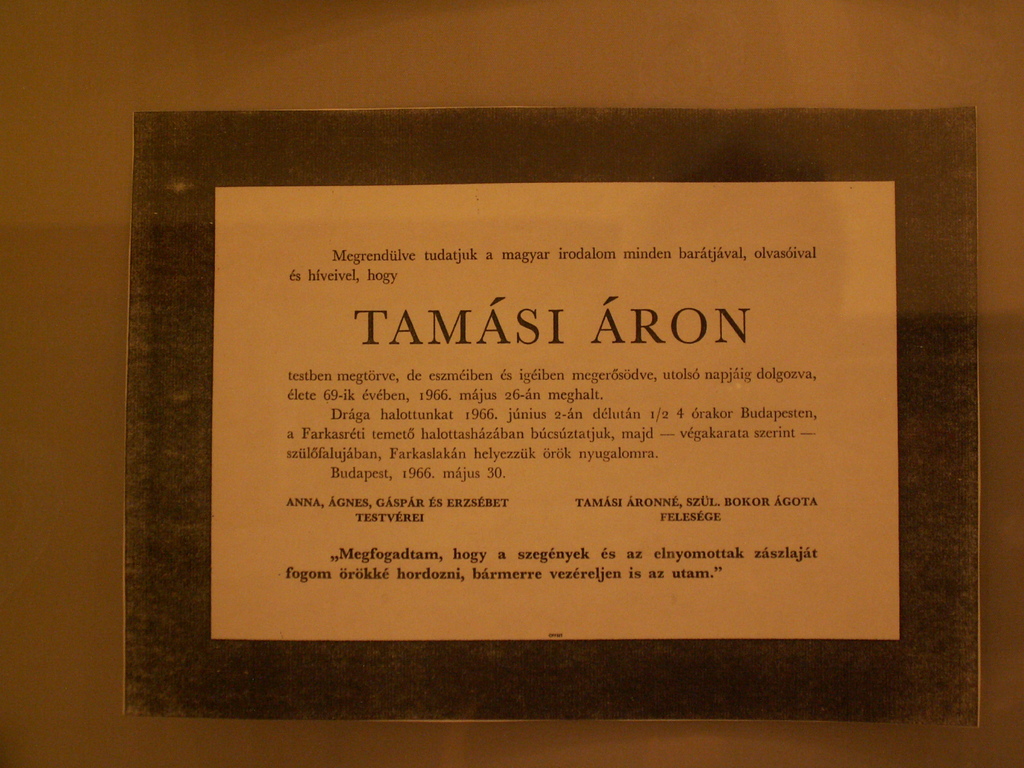 Megrendülve tudatjuk a magyar irodalom minden barátjával, olvasóival
és híveivel, hogy
TAMÁSI ÁRON
testben megtörve, de eszméiben és igéiben megerősödve, utolsó napjáig dolgozva,
élete 69-ik évében, 1966. május 26-án meghalt.
Drága halottunkat 1966. június 2-án délután 1/2 4 órakor Budapesten,
a Farkasréti temető halottasházában búcsúztatjuk, majd — végakarata szerint —
szülőfalujában, Farkaslakán helyezzük örök nyugalomra.
Budapest, 1966. május 30.
ANNA, ÁGNES, GÁSPÁR ÉS ERZSÉBET
TESTVÉREI
TAMÁSI ÁRONNÉ, SZÜL. BOKOR ÁGOTA
FELESÉGE
„Megfogadtam, hogy a szegények és az elnyomottak zászlaját
fogom örökké hordozni, bármerre vezéreljen is az utam.”